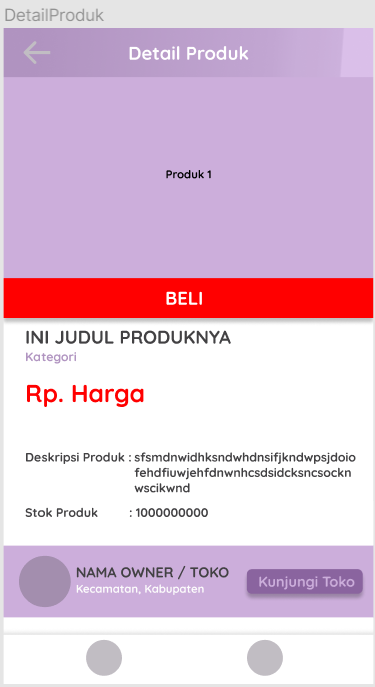 DetailProduk
Detail Produk
Produk 1
BELI
INI JUDUL PRODUKNYA
Kategori
Rp. Harga
Deskripsi Produk : sfsmdnwidhksndwhdnsifjkndwpsjdoio
fehdfiuwjehfdnwnhcsdsidcksncsockn
wscikwnd
Stok Produk : 1000000000
NAMA OWNER / TOKO
Kecamatan, Kabupaten
Kunjungi Toko